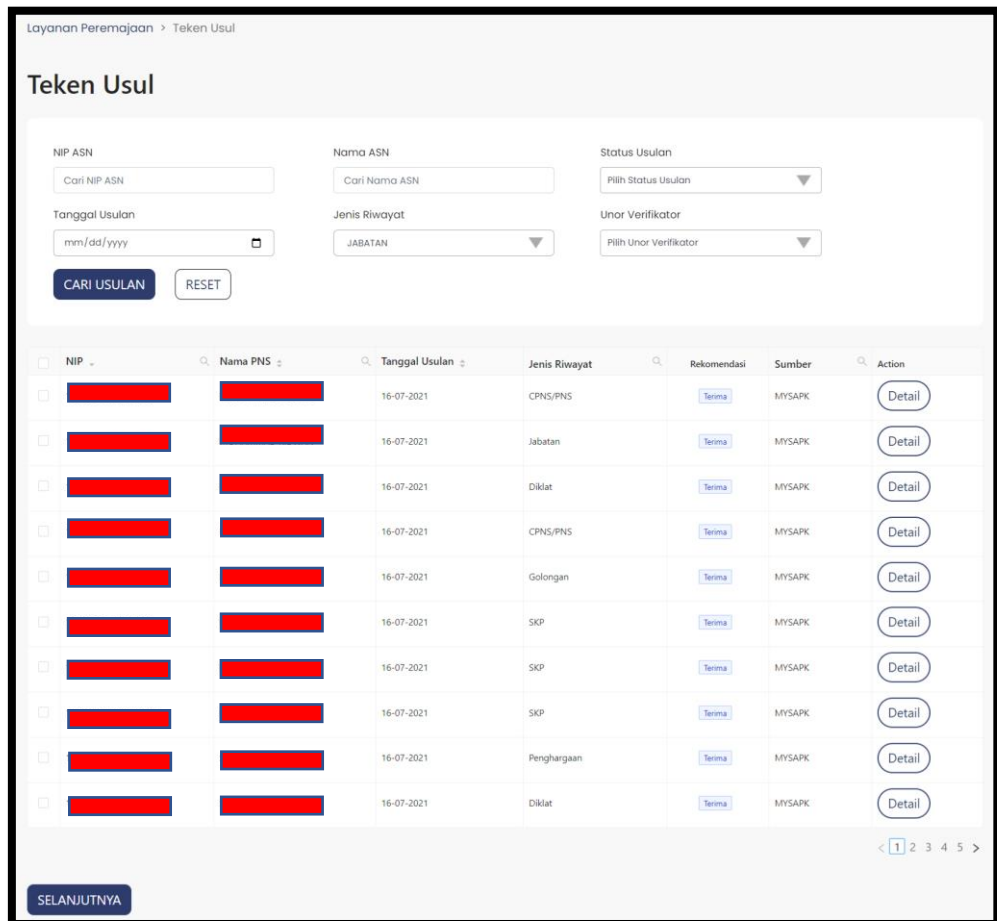 Layanan Peremajaan > Teken Usul
Teken Usul
NIP ASN Nama ASN Status Usulan
Cari NIP ASN Cari Nama ASN Pilih Status Usulan
Tanggal Usulan Jenis Riwayat Unor Verifikator
mm/dd/yyyy JABATAN Pilih Unor Verifikator
CARI USULAN RESET
NIP Nama PNS Tanggal Usulan Jenis Riwayat Rekomendasi Sumber Action
16-07-2021 CPNS/PNS Terima MYSAPK Detail
16-07-2021 Jabatan Terima MYSAPK Detail
16-07-2021 Diklat Terima MYSAPK Detail
16-07-2021 CPNS/PNS Terima MYSAPK Detail
16-07-2021 Golongan Terima MYSAPK Detail
16-07-2021 SKP Terima MYSAPK Detail
16-07-2021 SKP Terima MYSAPK Detail
16-07-2021 SKP Terima MYSAPK Detail
16-07-2021 Penghargaan Terima MYSAPK Detail
16-07-2021 Diklat Terima MYSAPK Detail
< 1 2 3 4 5 >
SELANJUTNYA